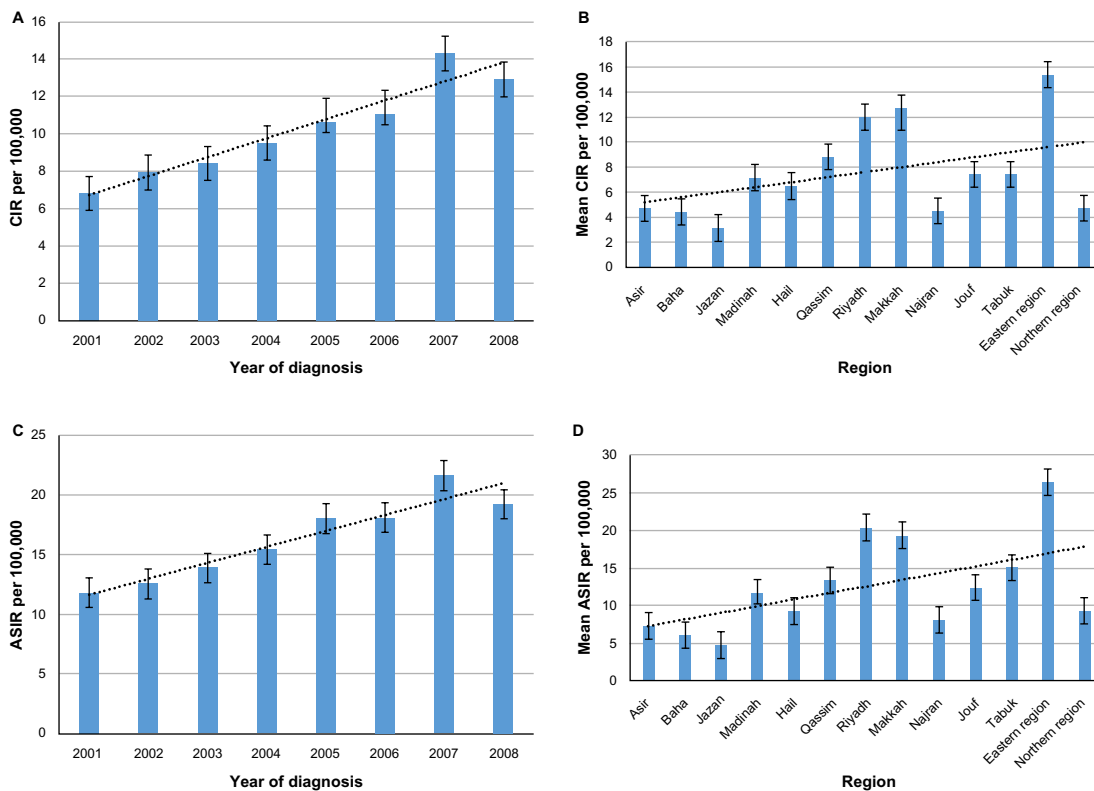 A
CIR per 100,000
16
14
12
10
8
6
4
2
0
2001 2002 2003 2004 2005 2006 2007 2008
Year of diagnosis
B
Mean CIR per 100,000
18
16
14
12
10
8
6
4
2
0
Asir
Baha
Jazan
Madinah
Hail
Qassim
Riyadh
Makkah
Najran
Jouf
Tabuk
Eastern region
Northern region
Region
C
ASIR per 100,000
25
20
15
10
5
0
2001 2002 2003 2004 2005 2006 2007 2008
Year of diagnosis
D
Mean ASIR per 100,000
30
25
20
15
10
5
0
Asir
Baha
Jazan
Madinah
Hail
Qassim
Riyadh
Makkah
Najran
Jouf
Tabuk
Eastern region
Northern region
Region